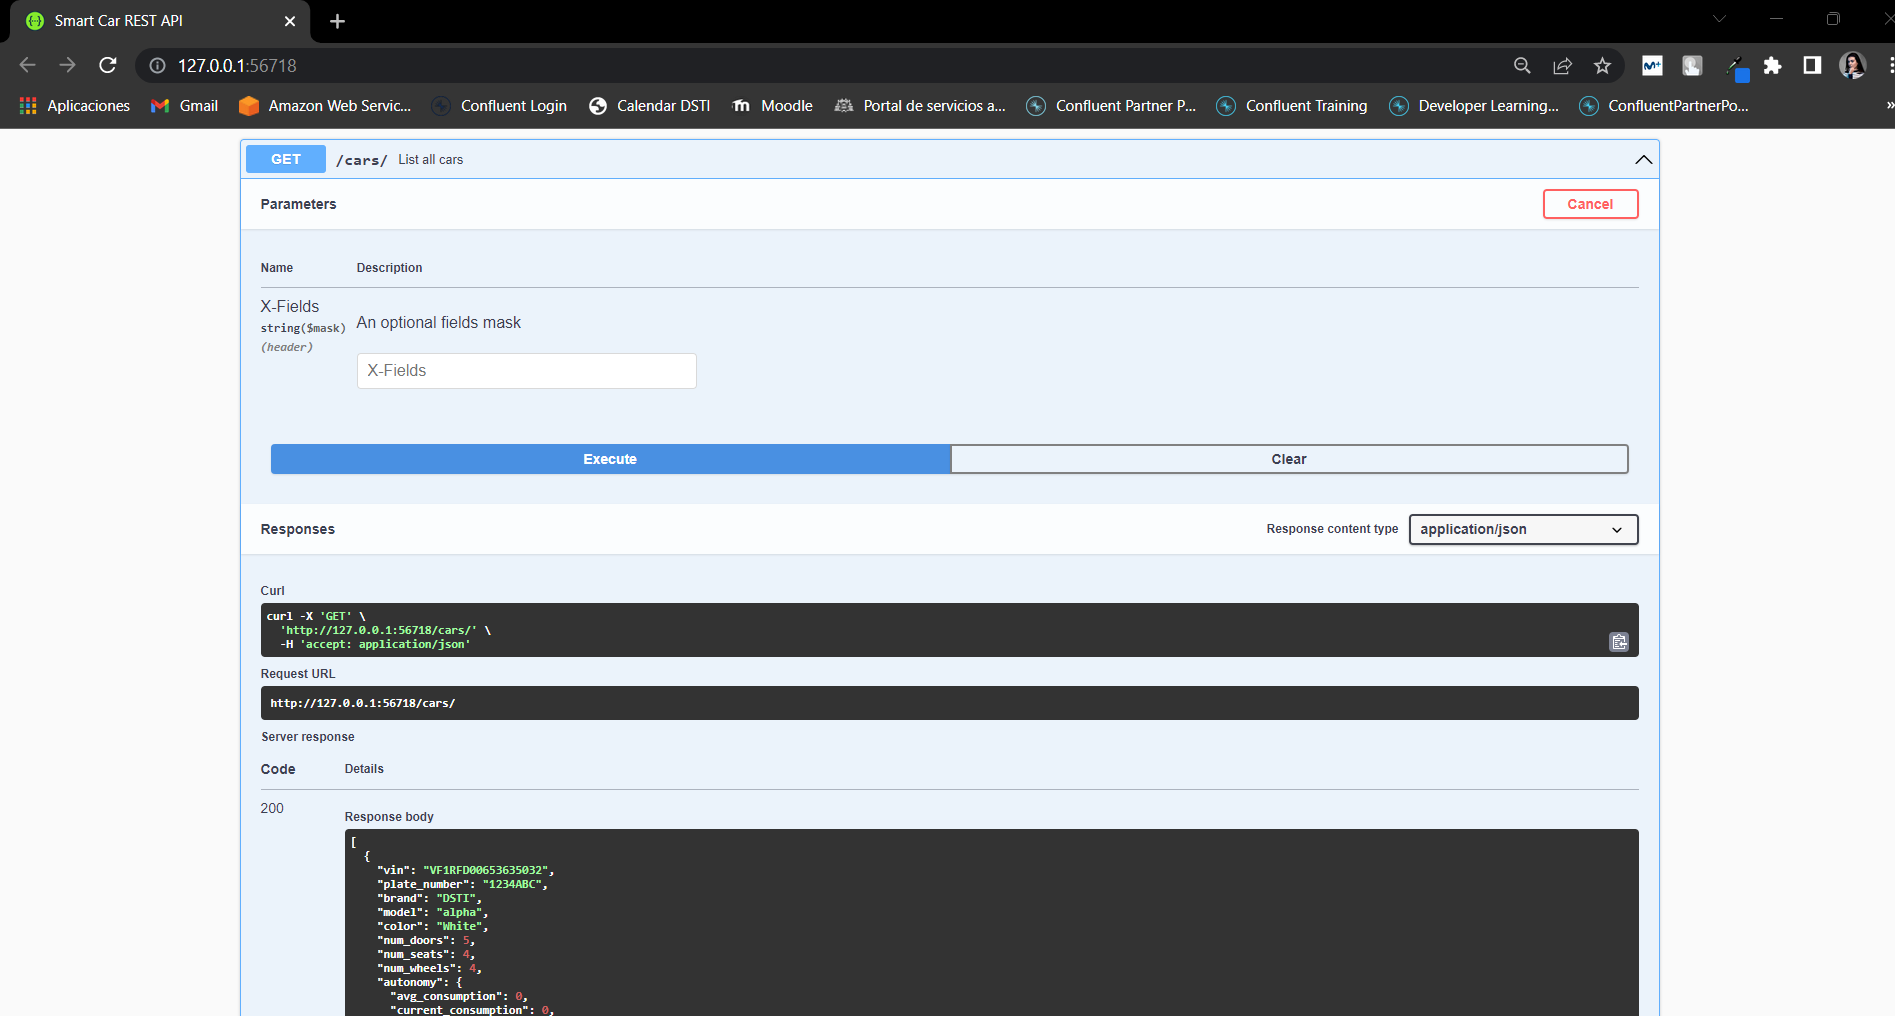 Smart Car REST API
127.0.0.1:56718
Aplicaciones Gmail Amazon Web Servic... Confluent Login Calendar DSTI Moodle Portal de servicios a... Confluent Partner P... Confluent Training Developer Learning... ConfluentPartnerPo... »
GET /cars/ List all cars
Parameters Cancel
Name Description
X-Fields
string($mask)
(header)
An optional fields mask
X-Fields
Execute Clear
Responses Response content type application/json
Curl
curl -X 'GET' \
'http://127.0.0.1:56718/cars/' \
-H 'accept: application/json'
Request URL
http://127.0.0.1:56718/cars/
Server response
Code Details
200
Response body
[
{
"vin": "VF1RFD00653635032",
"plate_number": "1234ABC",
"brand": "DSTI",
"model": "alpha",
"color": "White",
"num_doors": 5,
"num_seats": 4,
"num_wheels": 4,
"autonomy": {
"avg_consumption": 0,
"current_consumption": 0,